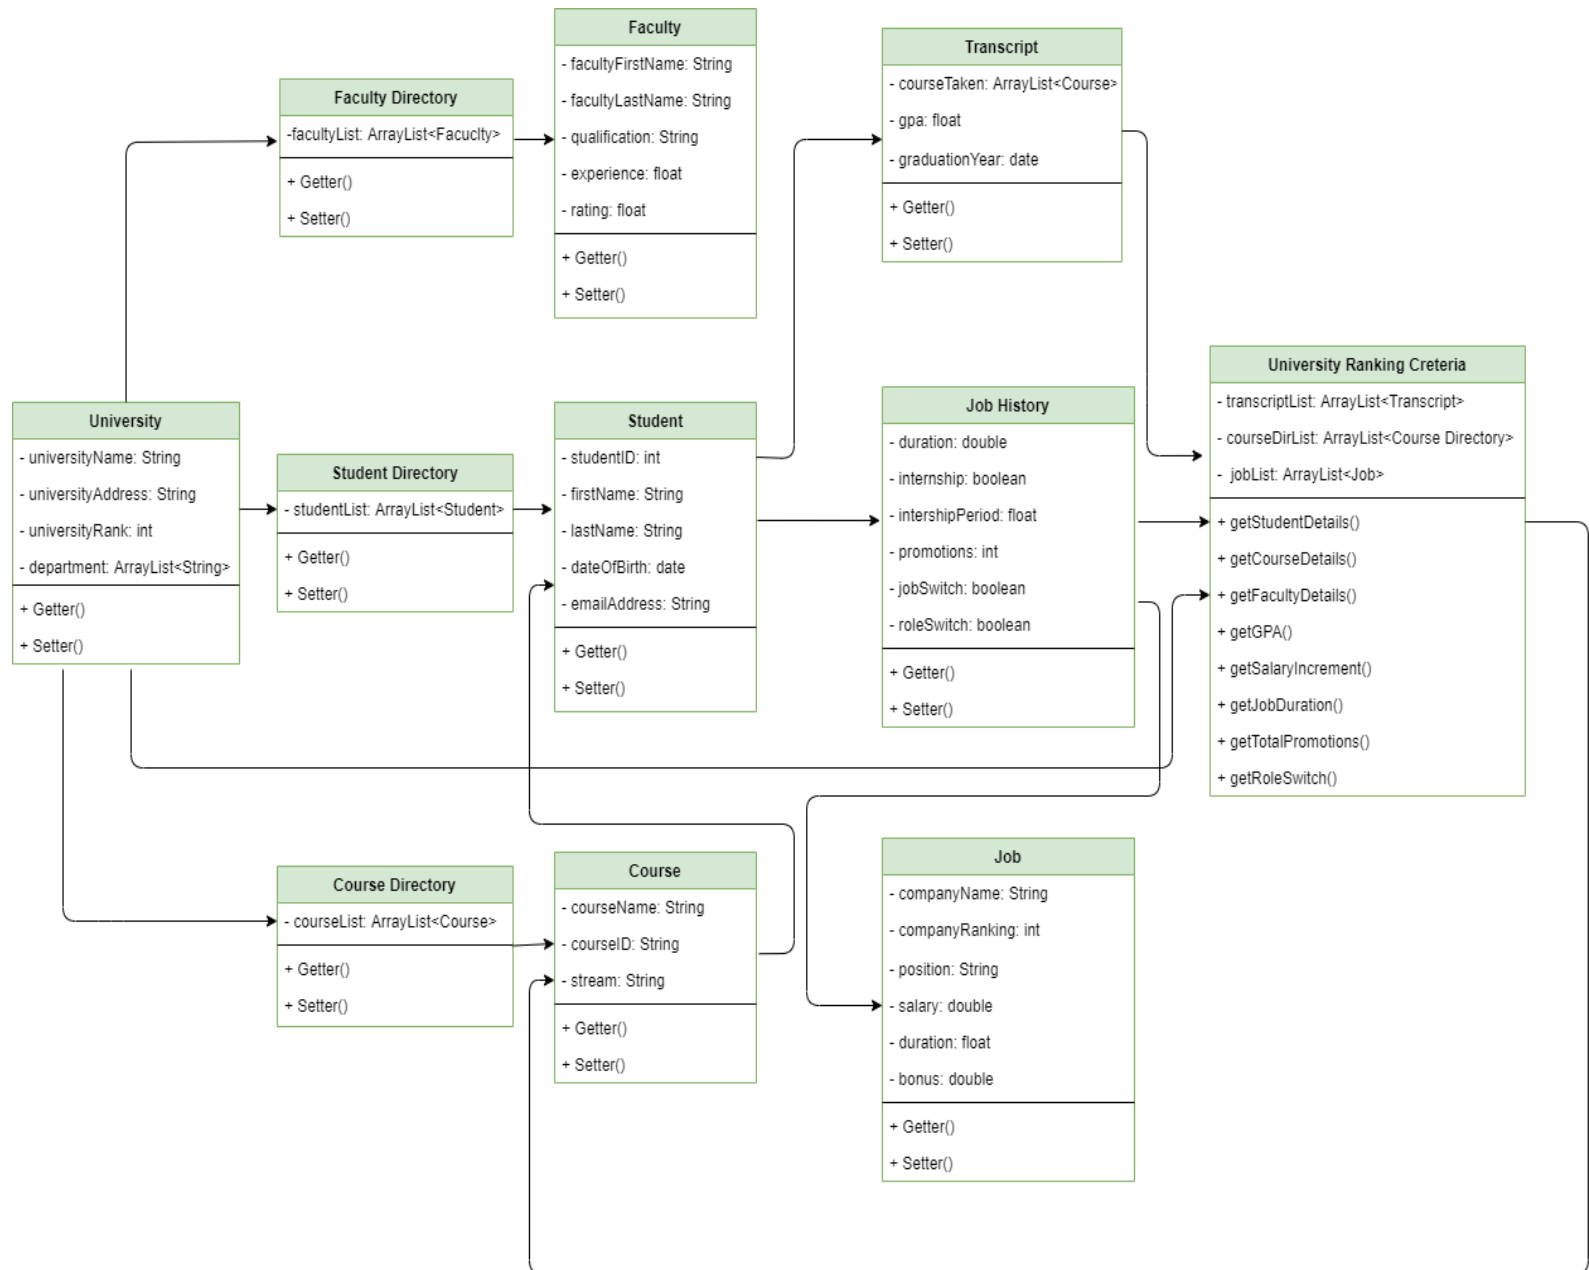 Faculty
- facultyFirstName: String
- facultyLastName: String
- qualification: String
- experience: float
- rating: float
+ Getter()
+ Setter()
Transcript
- courseTaken: ArrayList<Course>
- gpa: float
- graduationYear: date
+ Getter()
+ Setter()
Faculty Directory
-facultyList: ArrayList<Facuclty>
+ Getter()
+ Setter()
University
- universityName: String
- universityAddress: String
- universityRank: int
- department: ArrayList<String>
+ Getter()
+ Setter()
Student Directory
- studentList: ArrayList<Student>
+ Getter()
+ Setter()
Student
- studentID: int
- firstName: String
- lastName: String
- dateOfBirth: date
- emailAddress: String
+ Getter()
+ Setter()
Job History
- duration: double
- internship: boolean
- intershipPeriod: float
- promotions: int
- jobSwitch: boolean
- roleSwitch: boolean
+ Getter()
+ Setter()
University Ranking Creteria
- transcriptList: ArrayList<Transcript>
- courseDirList: ArrayList<Course Directory>
- jobList: ArrayList<Job>
+ getStudentDetails()
+ getCourseDetails()
+ getFacultyDetails()
+ getGPA()
+ getSalaryIncrement()
+ getJobDuration()
+ getTotalPromotions()
+ getRoleSwitch()
Course Directory
- courseList: ArrayList<Course>
+ Getter()
+ Setter()
Course
- courseName: String
- courseID: String
- stream: String
+ Getter()
+ Setter()
Job
- companyName: String
- companyRanking: int
- position: String
- salary: double
- duration: float
- bonus: double
+ Getter()
+ Setter()